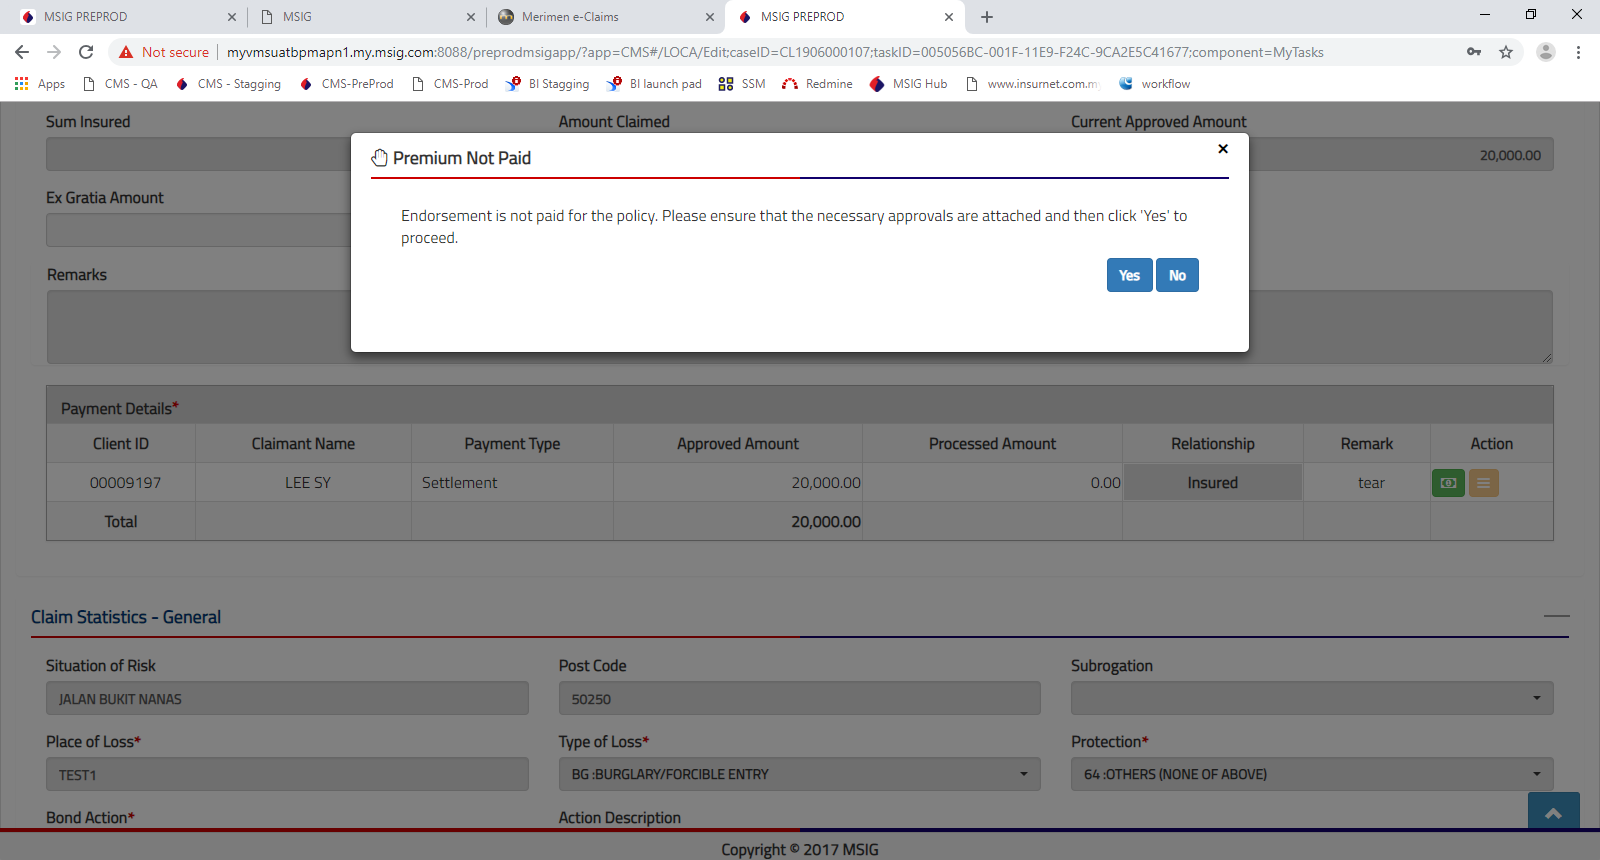 MSIG PREPROD
MSIG
Merimen e-Claims
MSIG PREPROD
Not secure
myvmsuatbpmapn1.my.msig.com:8088/preprodmsigapp/?app=CMS#/LOCA/Edit;caseID=CL1906000107;taskID=005056BC-001F-11E9-F24C-9CA2E5C41677;component=MyTasks
Apps
CMS - QA
CMS - Stagging
CMS-PreProd
CMS-Prod
BI Stagging
BI launch pad
SSM
Redmine
MSIG Hub
www.insurnet.com.m
workflow
Sum Insured
Amount Claimed
Current Approved Amount
20,000.00
Premium Not Paid
Endorsement is not paid for the policy. Please ensure that the necessary approvals are attached and then click 'Yes' to
proceed.
Yes
No
Ex Gratia Amount
Remarks
Payment Details*
Client ID
Claimant Name
Payment Type
Approved Amount
Processed Amount
Relationship
Remark
Action
00009197
LEE SY
Settlement
20,000.00
0.00
Insured
tear
Total
20,000.00
Claim Statistics - General
Situation of Risk
Post Code
Subrogation
JALAN BUKIT NANAS
50250
Place of Loss*
Type of Loss*
Protection*
TEST1
BG :BURGLARY/FORCIBLE ENTRY
64 :OTHERS (NONE OF ABOVE)
Bond Action*
Action Description
Copyright © 2017 MSIG